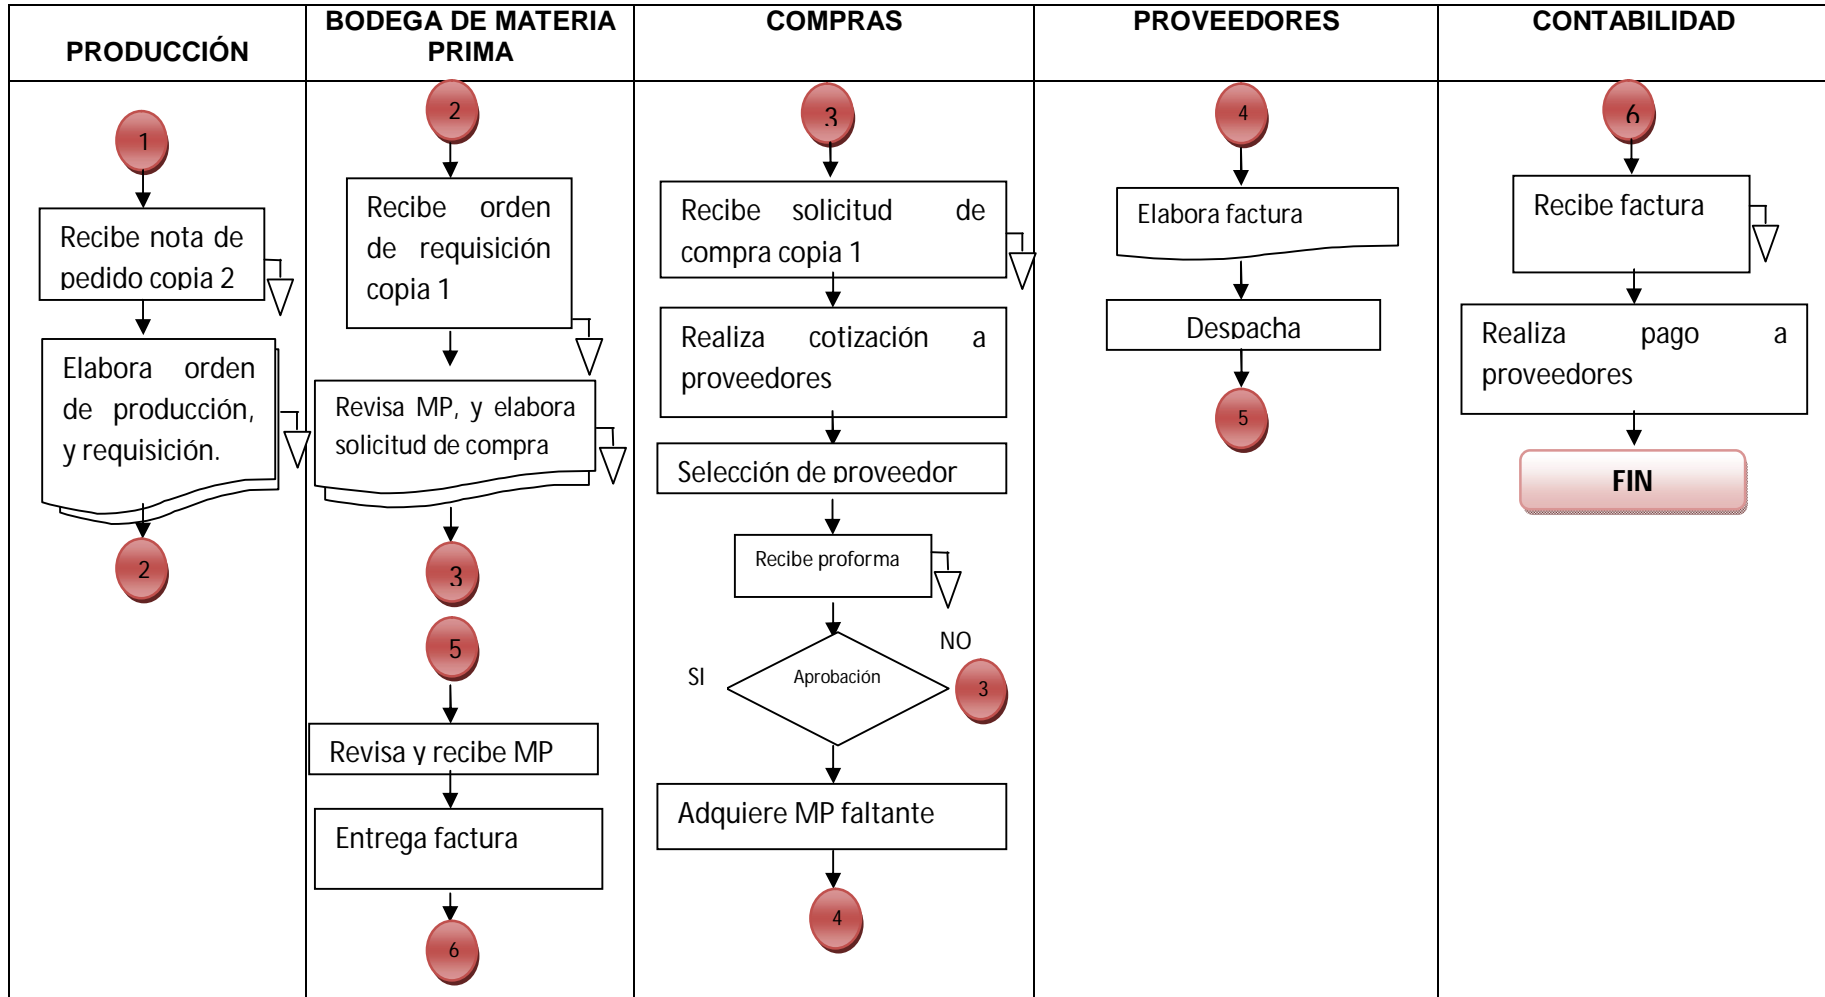 PRODUCCIÓN
1
Recibe nota de
pedido copia 2
Elabora orden
de producción,
y requisición.
2
BODEGA DE MATERIA
PRIMA
2
Recibe orden
de requisición
copia 1
Revisa MP, y elabora
solicitud de compra
3
5
Revisa y recibe MP
Entrega factura
6
COMPRAS
3
Recibe solicitud de
compra copia 1
Realiza cotización a
proveedores
Selección de proveedor
Recibe proforma
NO
SI
Aprobación
3
Adquiere MP faltante
4
PROVEEDORES
4
Elabora factura
Despacha
5
CONTABILIDAD
6
Recibe factura
Realiza pago a
proveedores
FIN